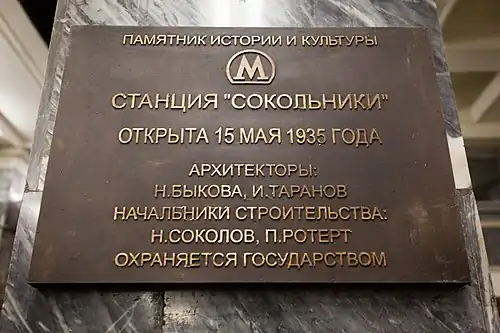 ПАМЯТНИК ИСТОРИИ И КУЛЬТУРЫ
М
СТАНЦИЯ "СОКОЛЬНИКИ"
ОТКРЫТА 15 МАЯ 1935 ГОДА
АРХИТЕКТОРЫ:
Н.БЫКОВА, И.ТАРАНОВ
НАЧАЛЬНИКИ СТРОИТЕЛЬСТВА:
Н.СОКОЛОВ, П.РОТЕРТ
ОХРАНЯЕТСЯ ГОСУДАРСТВОМ